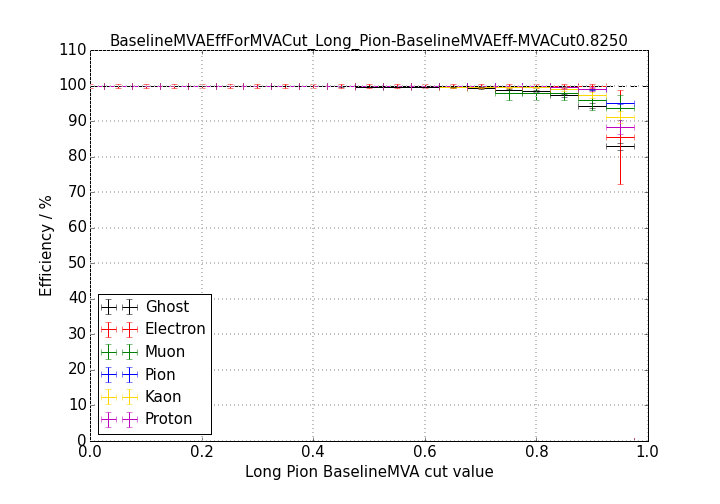 BaselineMVAEffForMVACut_Long_Pion-BaselineMVAEff-MVACut0.8250
110
100
90
80
70
60
50
40
30
20
10
0
Efficiency / %
Ghost
Electron
Muon
Pion
Kaon
Proton
0.0 0.2 0.4 0.6 0.8 1.0
Long Pion BaselineMVA cut value